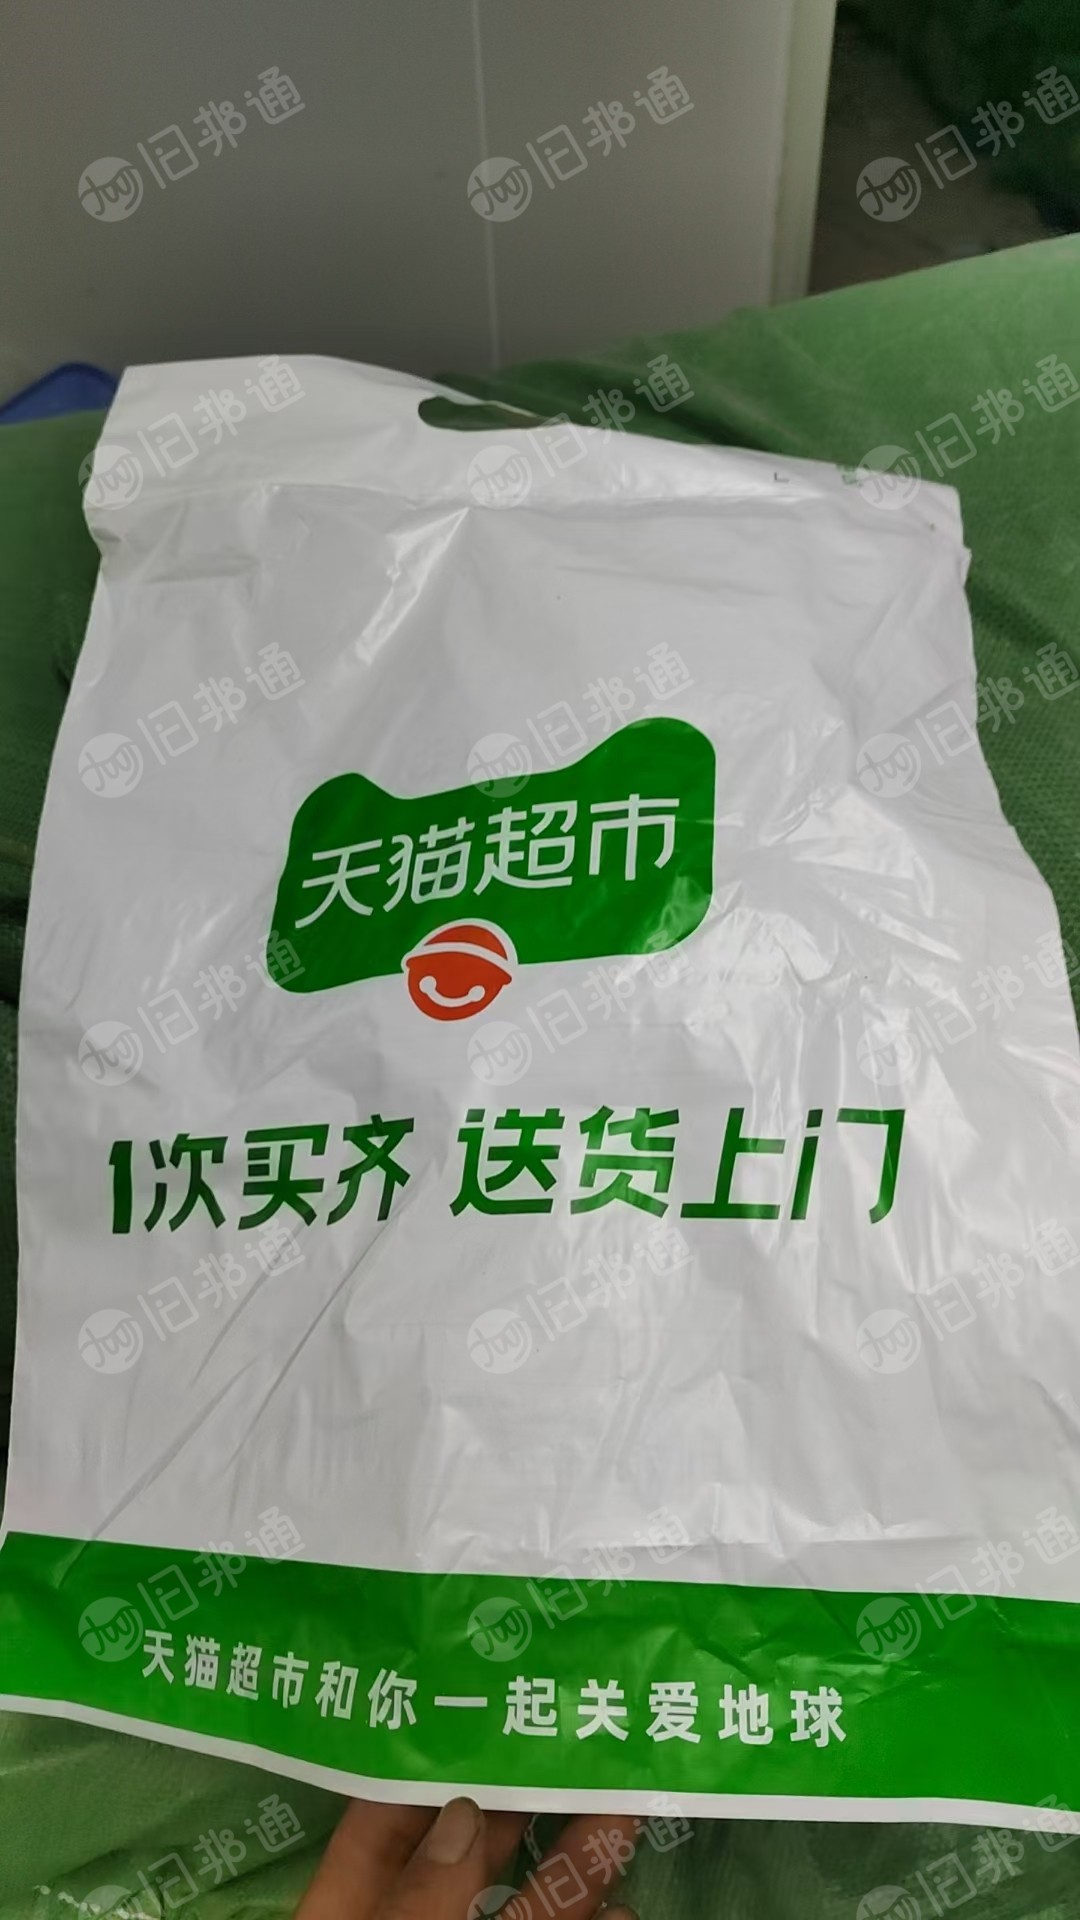 天猫超市
1次买齐 送货上门
天猫超市和你一起关爱地球
旧邦通